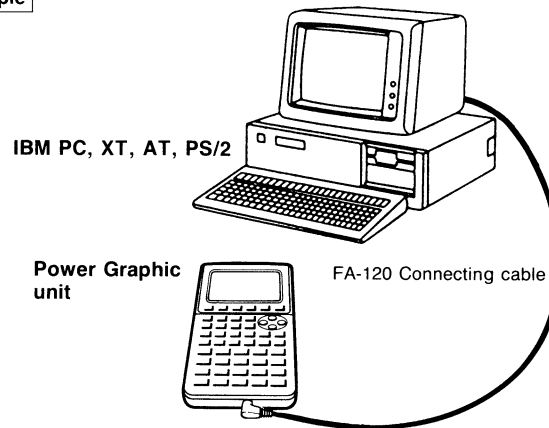 IBM PC, XT, AT, PS/2
Power Graphic
unit
FA-120 Connecting cable